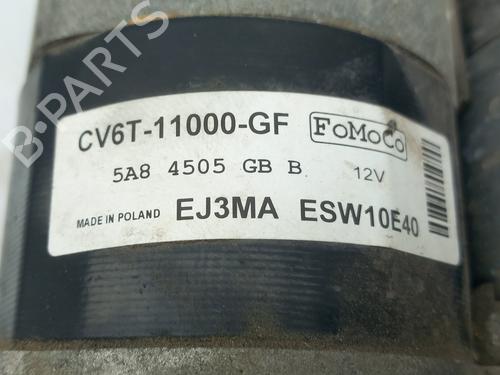 B-PARTS
CV6T-11000-GF FoMoCo
5A8 4505 GB B 12V
MADE IN POLAND EJ3MA ESW10E40